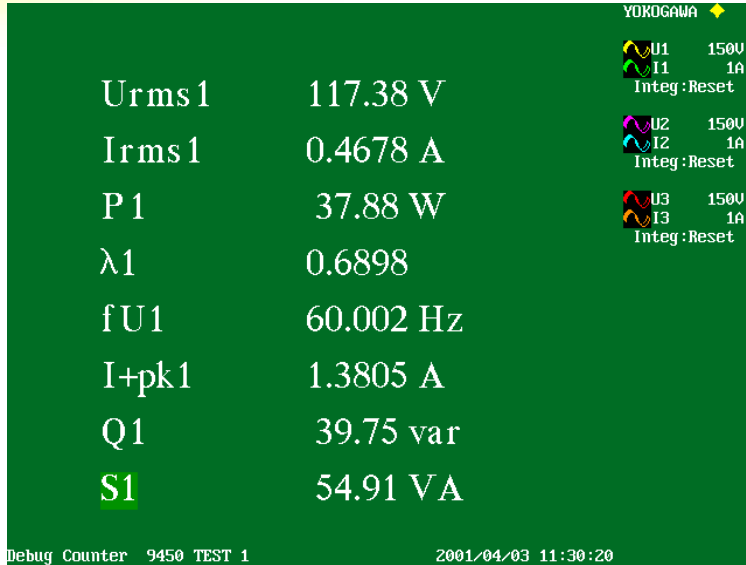 YOKOGAWA
U1 150V
I1 1A
Integ:Reset
U2 150V
I2 1A
Integ:Reset
U3 150V
I3 1A
Integ:Reset
Urms1 117.38 V
Irms1 0.4678 A
P1 37.88 W
λ1 0.6898
fU1 60.002 Hz
I+pk1 1.3805 A
Q1 39.75 var
S1 54.91 VA
Debug Counter 9450 TEST 1 2001/04/03 11:30:20